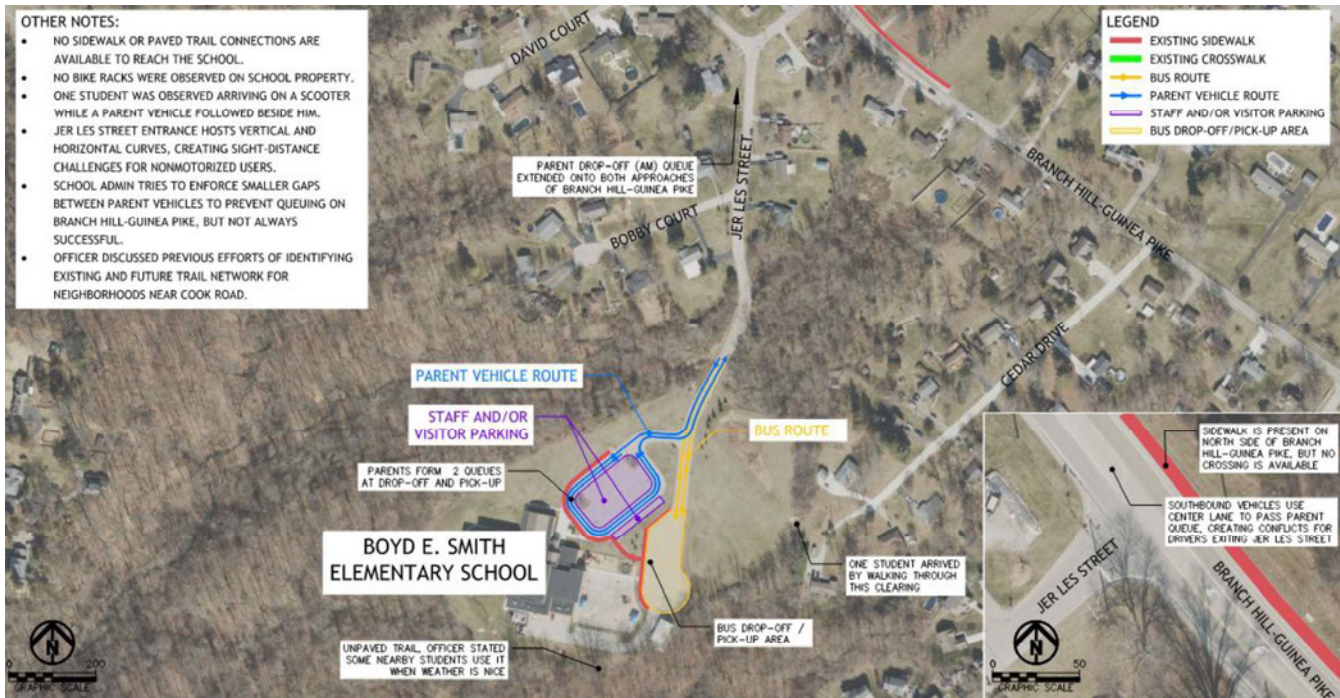 OTHER NOTES:
• NO SIDEWALK OR PAVED TRAIL CONNECTIONS ARE
AVAILABLE TO REACH THE SCHOOL.
• NO BIKE RACKS WERE OBSERVED ON SCHOOL PROPERTY.
• ONE STUDENT WAS OBSERVED ARRIVING ON A SCOOTER
WHILE A PARENT VEHICLE FOLLOWED BESIDE HIM.
• JER LES STREET ENTRANCE HOSTS VERTICAL AND
HORIZONTAL CURVES, CREATING SIGHT-DISTANCE
CHALLENGES FOR NONMOTORIZED USERS.
• SCHOOL ADMIN TRIES TO ENFORCE SMALLER GAPS
BETWEEN PARENT VEHICLES TO PREVENT QUEUING ON
BRANCH HILL-GUINEA PIKE, BUT NOT ALWAYS
SUCCESSFUL.
• OFFICER DISCUSSED PREVIOUS EFFORTS OF IDENTIFYING
EXISTING AND FUTURE TRAIL NETWORK FOR
NEIGHBORHOODS NEAR COOK ROAD.
DAVID COURT
LEGEND
EXISTING SIDEWALK
EXISTING CROSSWALK
BUS ROUTE
PARENT VEHICLE ROUTE
STAFF AND/OR VISITOR PARKING
BUS DROP-OFF/PICK-UP AREA
PARENT DROP-OFF (AM) QUEUE
EXTENDED ONTO BOTH APPROACHES
OF BRANCH HILL-GUINEA PIKE
JER LES STREET
BRANCH HILL-GUINEA PIKE
BOBBY COURT
CEDAR DRIVE
PARENT VEHICLE ROUTE
STAFF AND/OR
VISITOR PARKING
BUS ROUTE
PARENTS FORM 2 QUEUES
AT DROP-OFF AND PICK-UP
BOYD E. SMITH
ELEMENTARY SCHOOL
ONE STUDENT ARRIVED
BY WALKING THROUGH
THIS CLEARING
BUS DROP-OFF /
PICK-UP AREA
UNPAVED TRAIL, OFFICER STATED
SOME NEARBY STUDENTS USE IT
WHEN WEATHER IS NICE
N
0 200
GRAPHIC SCALE
SIDEWALK IS PRESENT ON
NORTH SIDE OF BRANCH
HILL-GUINEA PIKE, BUT NO
CROSSING IS AVAILABLE
SOUTHBOUND VEHICLES USE
CENTER LANE TO PASS PARENT
QUEUE, CREATING CONFLICTS FOR
DRIVERS EXITING JER LES STREET
JER LES STREET
BRANCH HILL-GUINEA PIKE
N
0 50
GRAPHIC SCALE